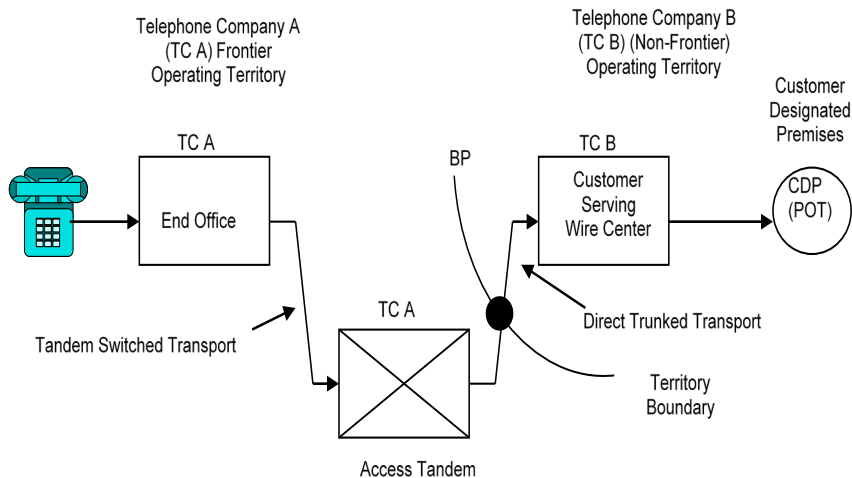 Telephone Company A
(TC A) Frontier
Operating Territory
Telephone Company B
(TC B) (Non-Frontier)
Operating Territory
Customer
Designated
Premises
TC A
End Office
BP
TC B
Customer
Serving
Wire Center
CDP
(POT)
Tandem Switched Transport
TC A
Direct Trunked Transport
Territory
Boundary
Access Tandem